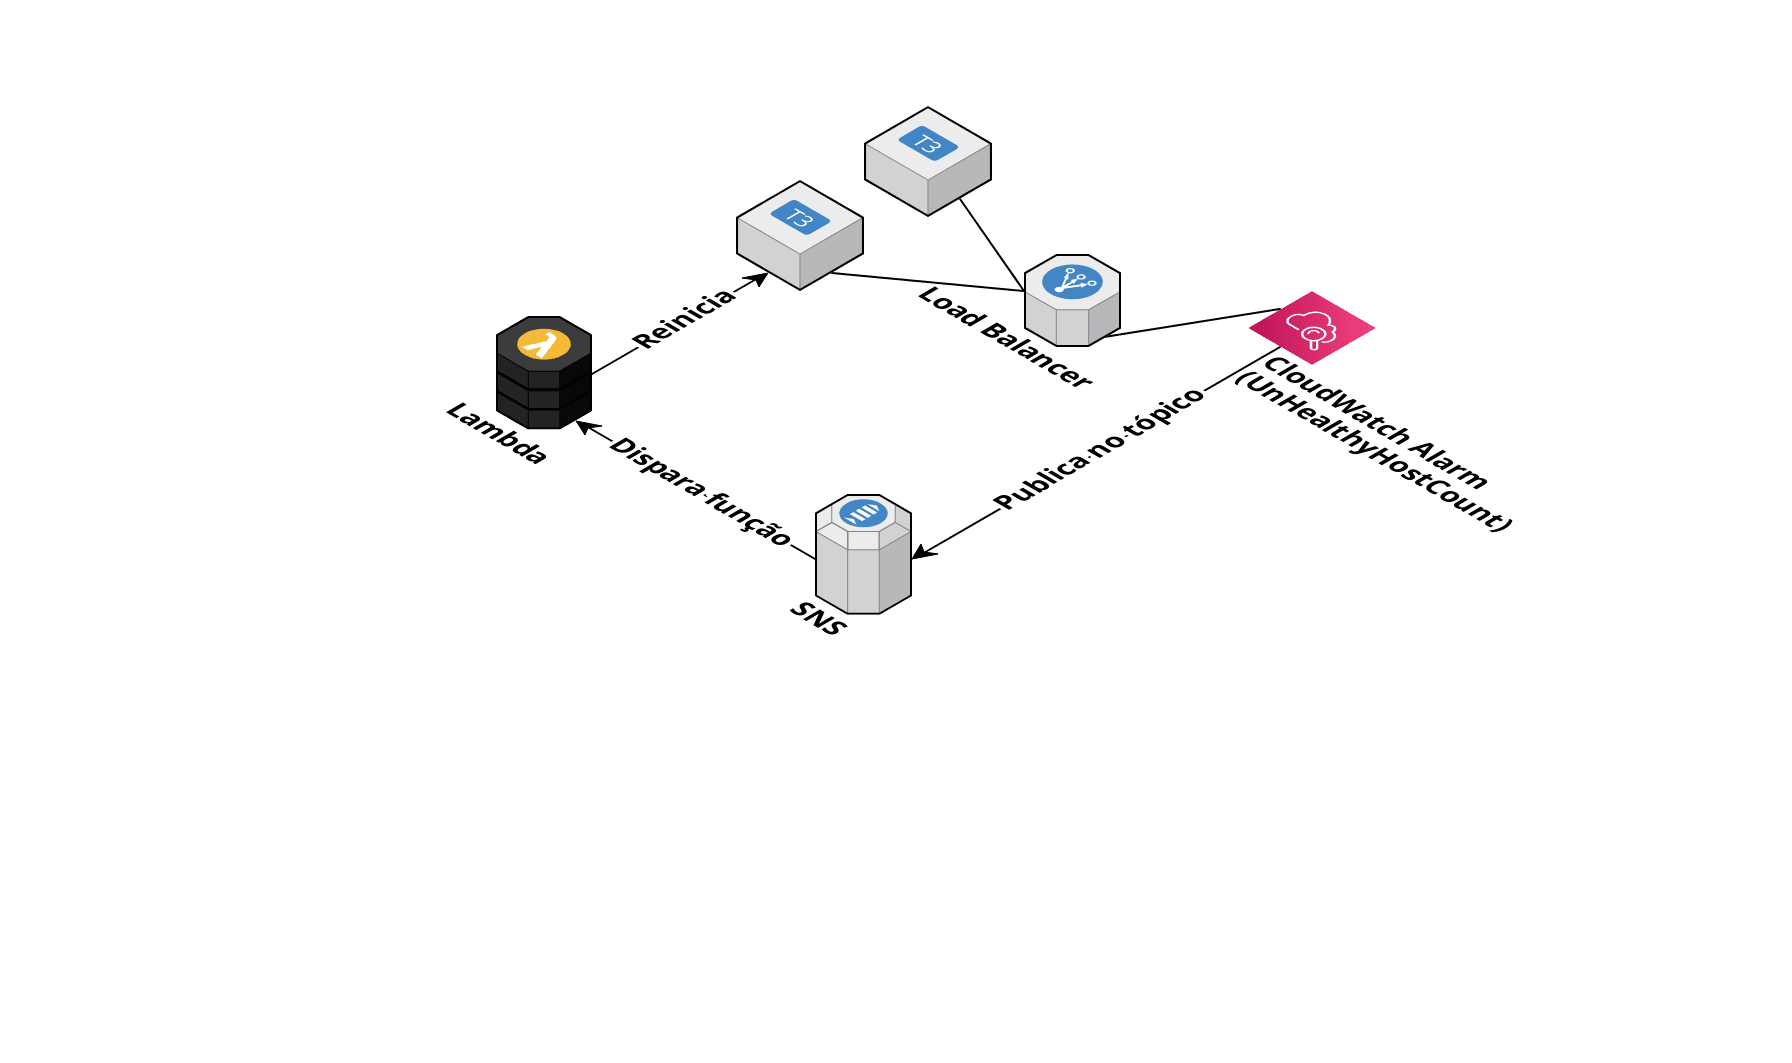 T3
T3
Reinicia
Load Balancer
Lambda
CloudWatch Alarm
(UnHealthyHostCount)
Publica no tópico
Dispara função
SNS